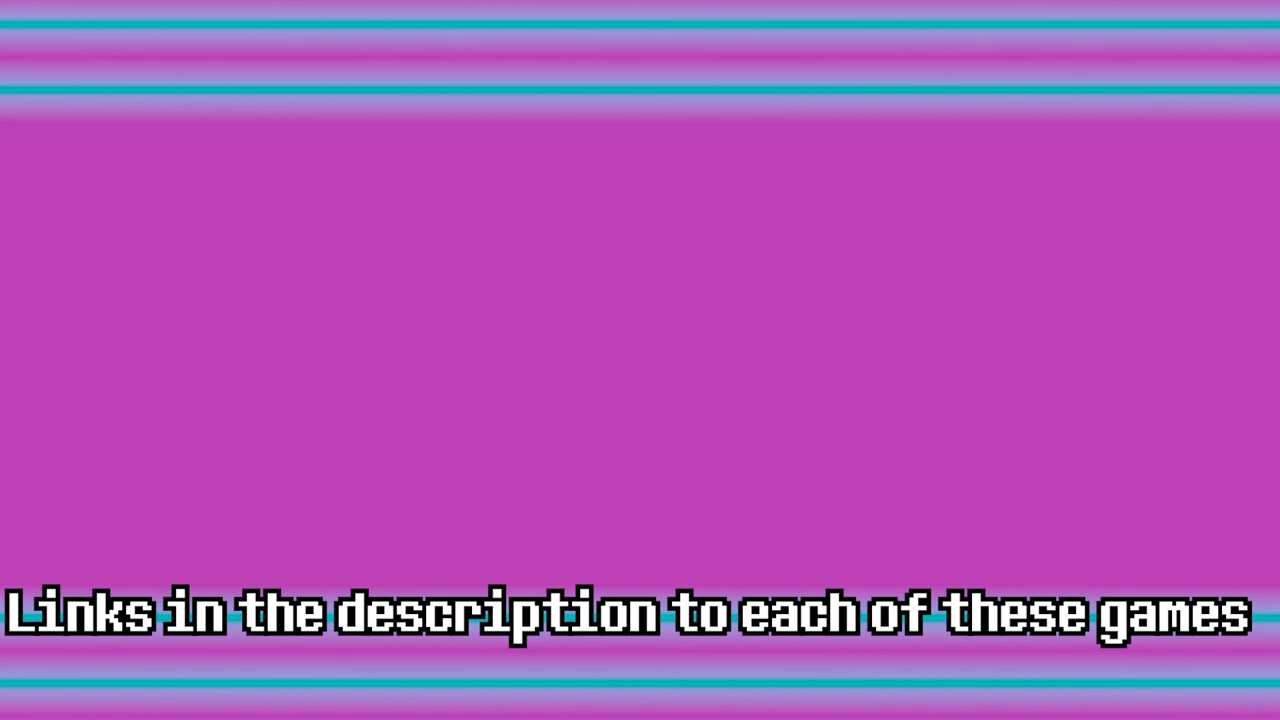 Links in the description to each of these games